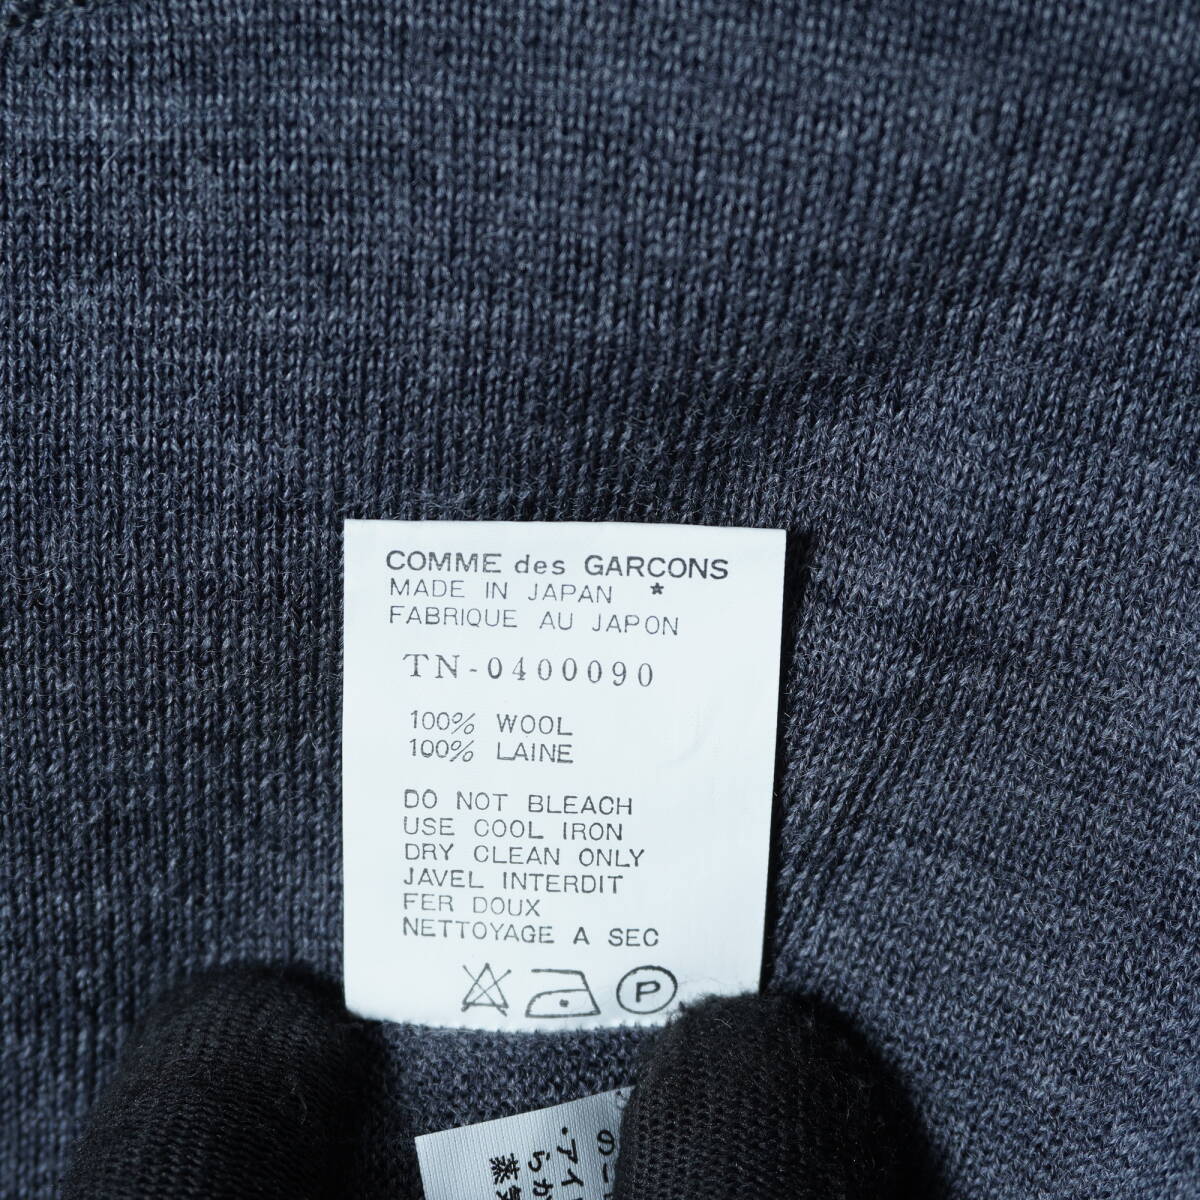 COMME des GARÇONS
MADE IN JAPAN *
FABRIQUE AU JAPON
TN-0400090
100% WOOL
100% LAINE
DO NOT BLEACH
USE COOL IRON
DRY CLEAN ONLY
JAVEL INTERDIT
FER DOUX
NETTOYAGE A SEC
P